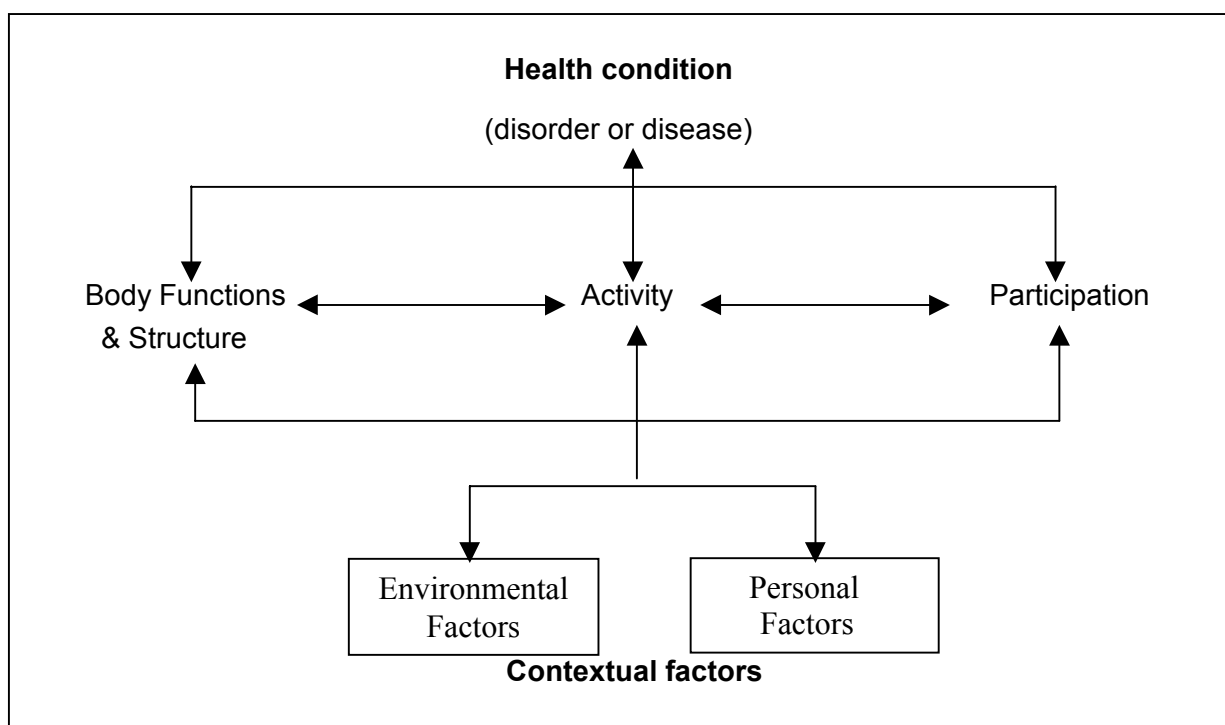 Health condition
(disorder or disease)
Body Functions
& Structure
Activity
Participation
Environmental
Factors
Personal
Factors
Contextual factors